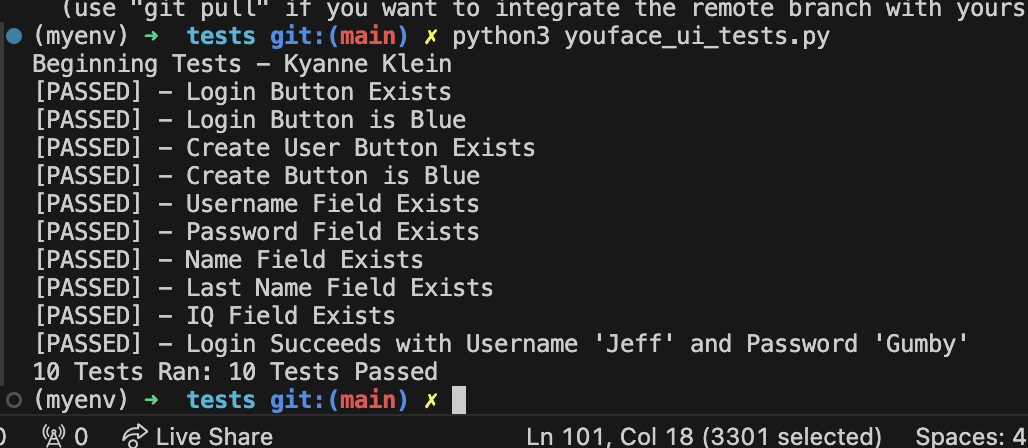 (use "git pull" if you want to integrate the remote branch with yours
(myenv) → tests git:(main) ✗ python3 youface_ui_tests.py
Beginning Tests – Kyanne Klein
[PASSED] – Login Button Exists
[PASSED] – Login Button is Blue
[PASSED] – Create User Button Exists
[PASSED] – Create Button is Blue
[PASSED] – Username Field Exists
[PASSED] – Password Field Exists
[PASSED] – Name Field Exists
[PASSED] – Last Name Field Exists
[PASSED] – IQ Field Exists
[PASSED] – Login Succeeds with Username 'Jeff' and Password 'Gumby'
10 Tests Ran: 10 Tests Passed
(myenv) → tests git:(main) ✗
0 0 Live Share Ln 101, Col 18 (3301 selected) Spaces: 4